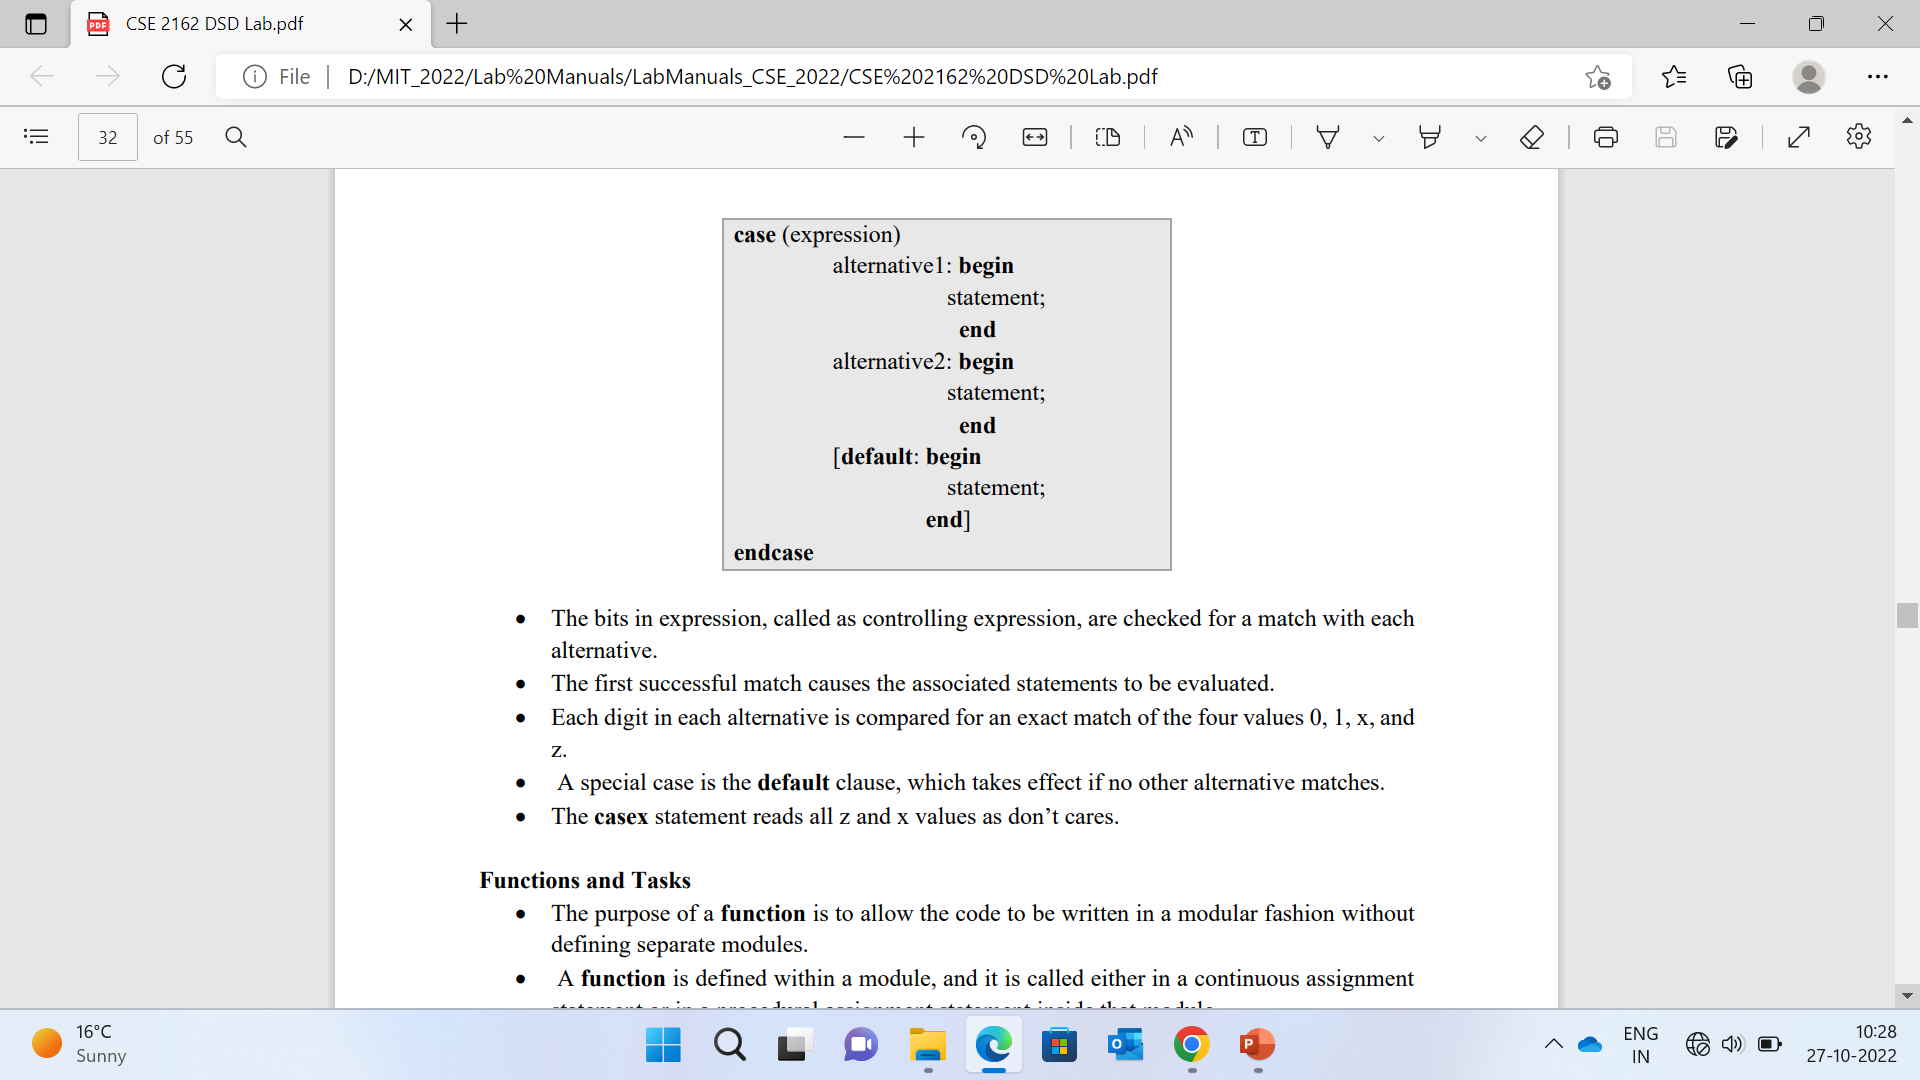 CSE 2162 DSD Lab.pdf
File
D:/MIT_2022/Lab%20Manuals/LabManuals_CSE_2022/CSE%202162%20DSD%20Lab.pdf
32 of 55
case (expression)
alternative1: begin
statement;
end
alternative2: begin
statement;
end
[default: begin
statement;
end]
endcase
• The bits in expression, called as controlling expression, are checked for a match with each
alternative.
• The first successful match causes the associated statements to be evaluated.
• Each digit in each alternative is compared for an exact match of the four values 0, 1, x, and
z.
• A special case is the default clause, which takes effect if no other alternative matches.
• The casex statement reads all z and x values as don’t cares.
Functions and Tasks
• The purpose of a function is to allow the code to be written in a modular fashion without
defining separate modules.
• A function is defined within a module, and it is called either in a continuous assignment
16°C
Sunny
ENG
IN
10:28
27-10-2022